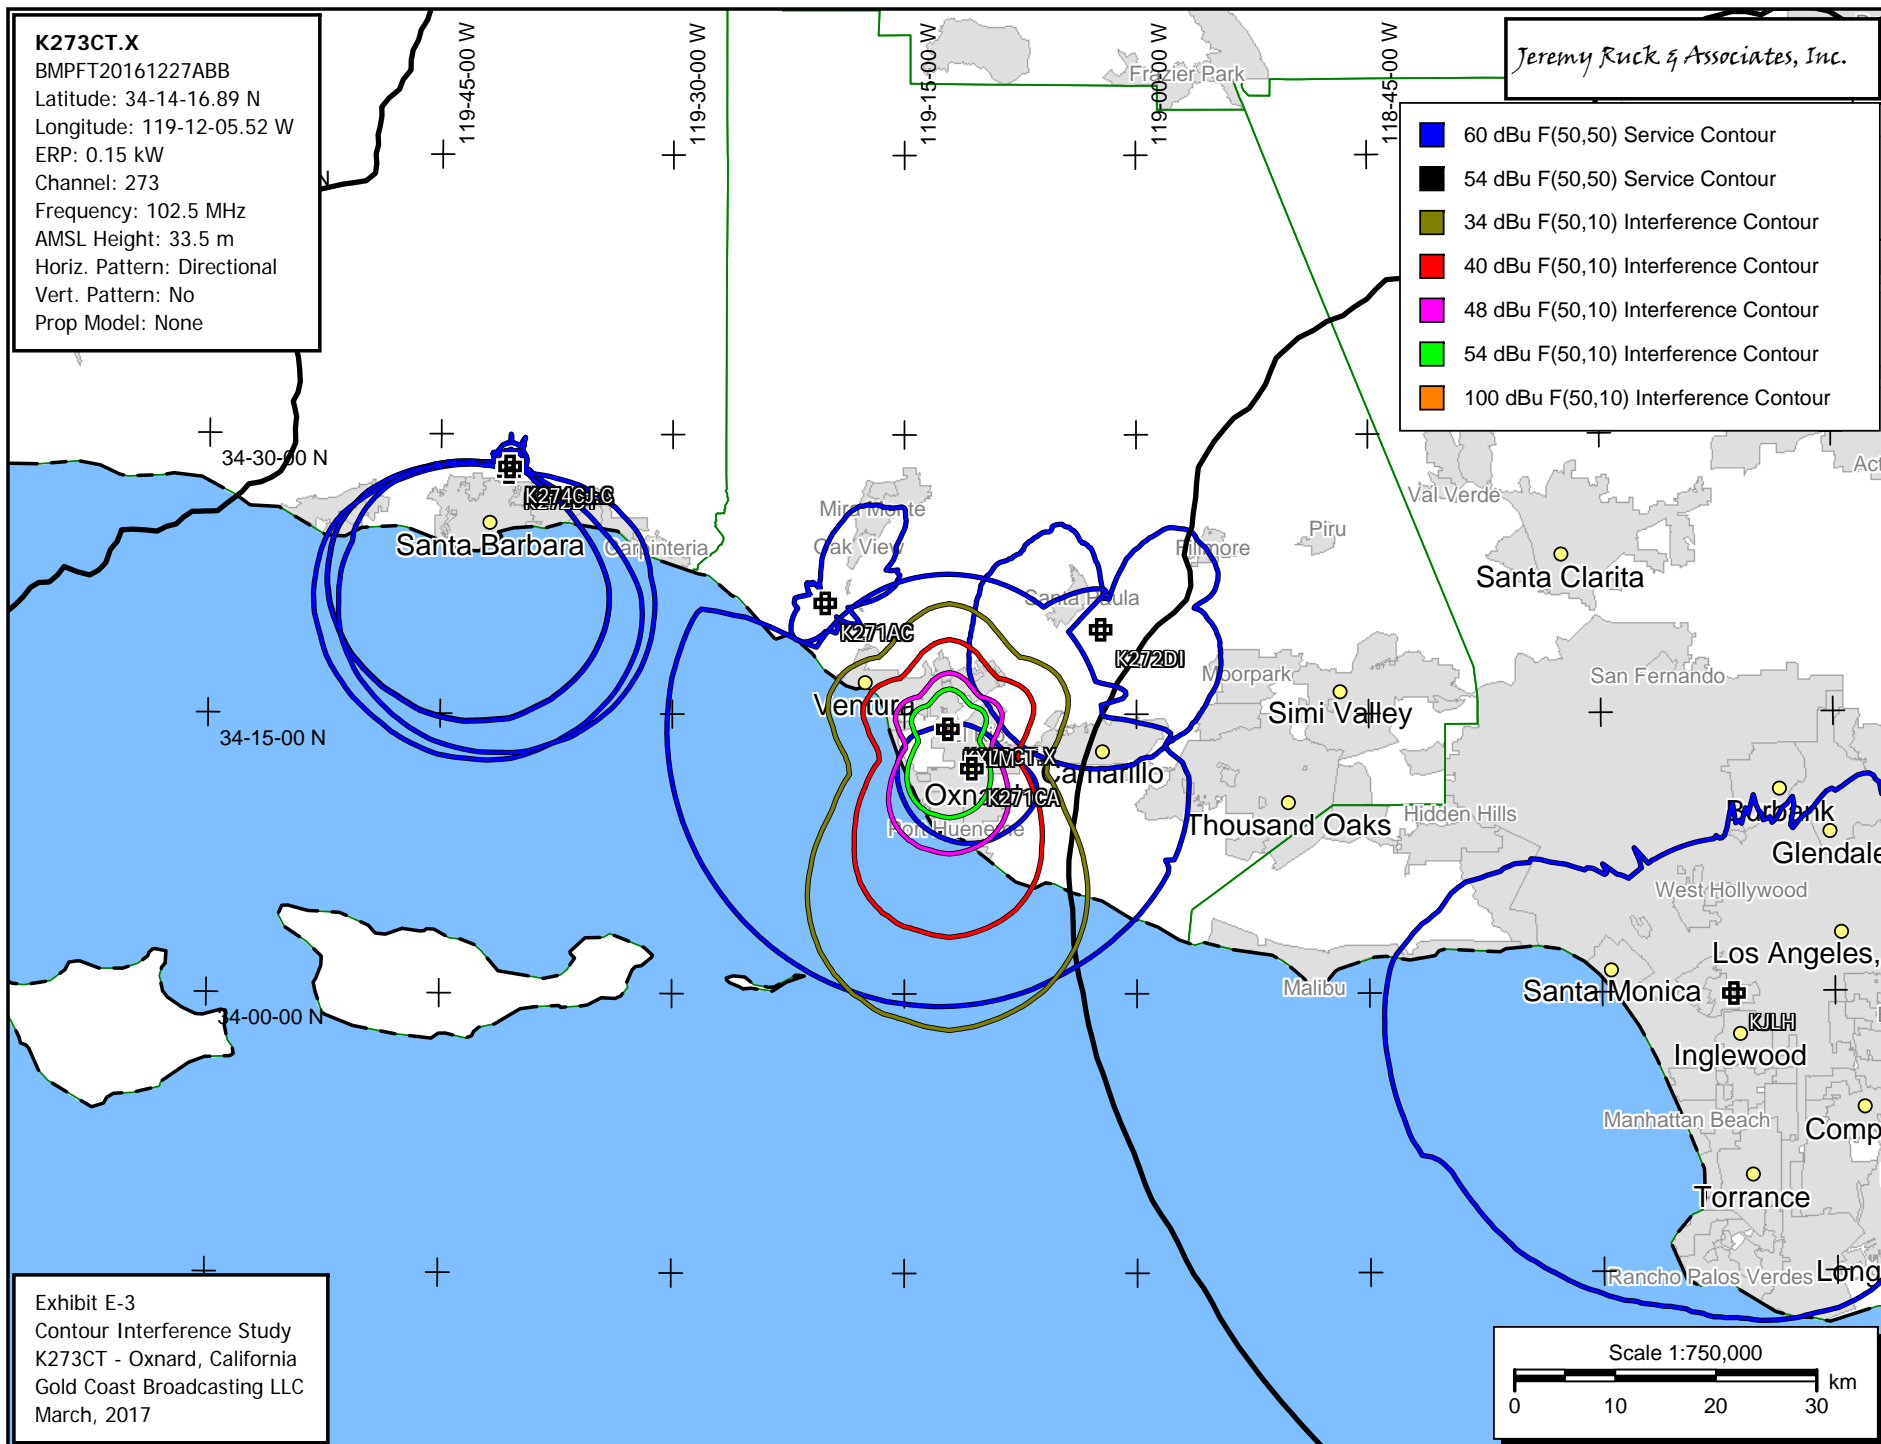 K273CT.X
BMPFT20161227ABB
Latitude: 34-14-16.89 N
Longitude: 119-12-05.52 W
ERP: 0.15 kW
Channel: 273
Frequency: 102.5 MHz
AMSL Height: 33.5 m
Horiz. Pattern: Directional
Vert. Pattern: No
Prop Model: None
N
119-45-00 W
119-30-00 W
119-15-00 W
119-00-00 W
118-45-00 W
Jeremy Ruck & Associates, Inc.
60 dBu F(50,50) Service Contour
54 dBu F(50,50) Service Contour
34 dBu F(50,10) Interference Contour
40 dBu F(50,10) Interference Contour
48 dBu F(50,10) Interference Contour
54 dBu F(50,10) Interference Contour
100 dBu F(50,10) Interference Contour
Frazier Park
34-30-00 N
K274CJ.C
Santa Barbara
Carpinteria
Mira Monte
Oak View
Fillmore
Piru
Val Verde
Act
Santa Clarita
Santa Paula
K271AC
K272DI
Moorpark
San Fernando
Ventura
Simi Valley
34-15-00 N
Camarillo
Oxn
K271CA
Port Hueneme
Thousand Oaks
Hidden Hills
Burbank
Glendale
West Hollywood
Los Angeles,
Santa Monica
Malibu
34-00-00 N
KJLH
Inglewood
Manhattan Beach
Comp
Torrance
Rancho Palos Verdes
Long
Exhibit E-3
Contour Interference Study
K273CT - Oxnard, California
Gold Coast Broadcasting LLC
March, 2017
Scale 1:750,000
km
0 10 20 30